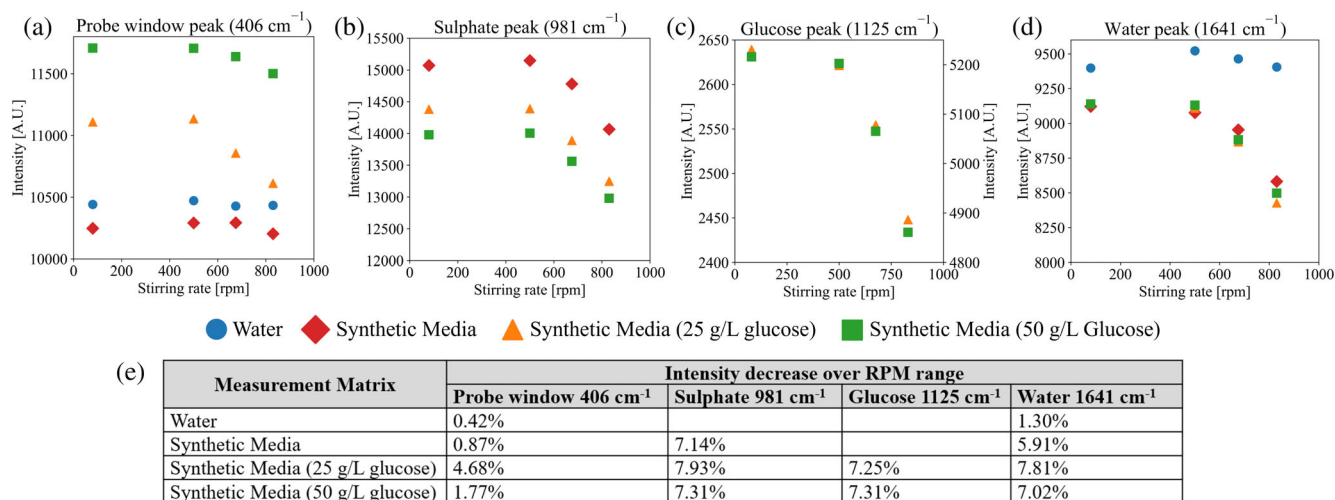 (a) Probe window peak (406 cm⁻¹)
Intensity [A.U.]
11500
11000
10500
10000
0 200 400 600 800 1000
Stirring rate [rpm]
(b) Sulphate peak (981 cm⁻¹)
Intensity [A.U.]
15500
15000
14500
14000
13500
13000
12500
12000
0 200 400 600 800 1000
Stirring rate [rpm]
(c) Glucose peak (1125 cm⁻¹)
Intensity [A.U.]
2650
2600
2550
2500
2450
2400
0 250 500 750 1000
Stirring rate [rpm]
5200
5100
5000
4900
4800
Intensity [A.U.]
(d) Water peak (1641 cm⁻¹)
Intensity [A.U.]
9500
9250
9000
8750
8500
8250
8000
0 200 400 600 800 1000
Stirring rate [rpm]
Water Synthetic Media Synthetic Media (25 g/L glucose) Synthetic Media (50 g/L Glucose)
(e)
Measurement Matrix Intensity decrease over RPM range
Probe window 406 cm⁻¹ Sulphate 981 cm⁻¹ Glucose 1125 cm⁻¹ Water 1641 cm⁻¹
Water 0.42% 1.30%
Synthetic Media 0.87% 7.14% 5.91%
Synthetic Media (25 g/L glucose) 4.68% 7.93% 7.25% 7.81%
Synthetic Media (50 g/L glucose) 1.77% 7.31% 7.31% 7.02%